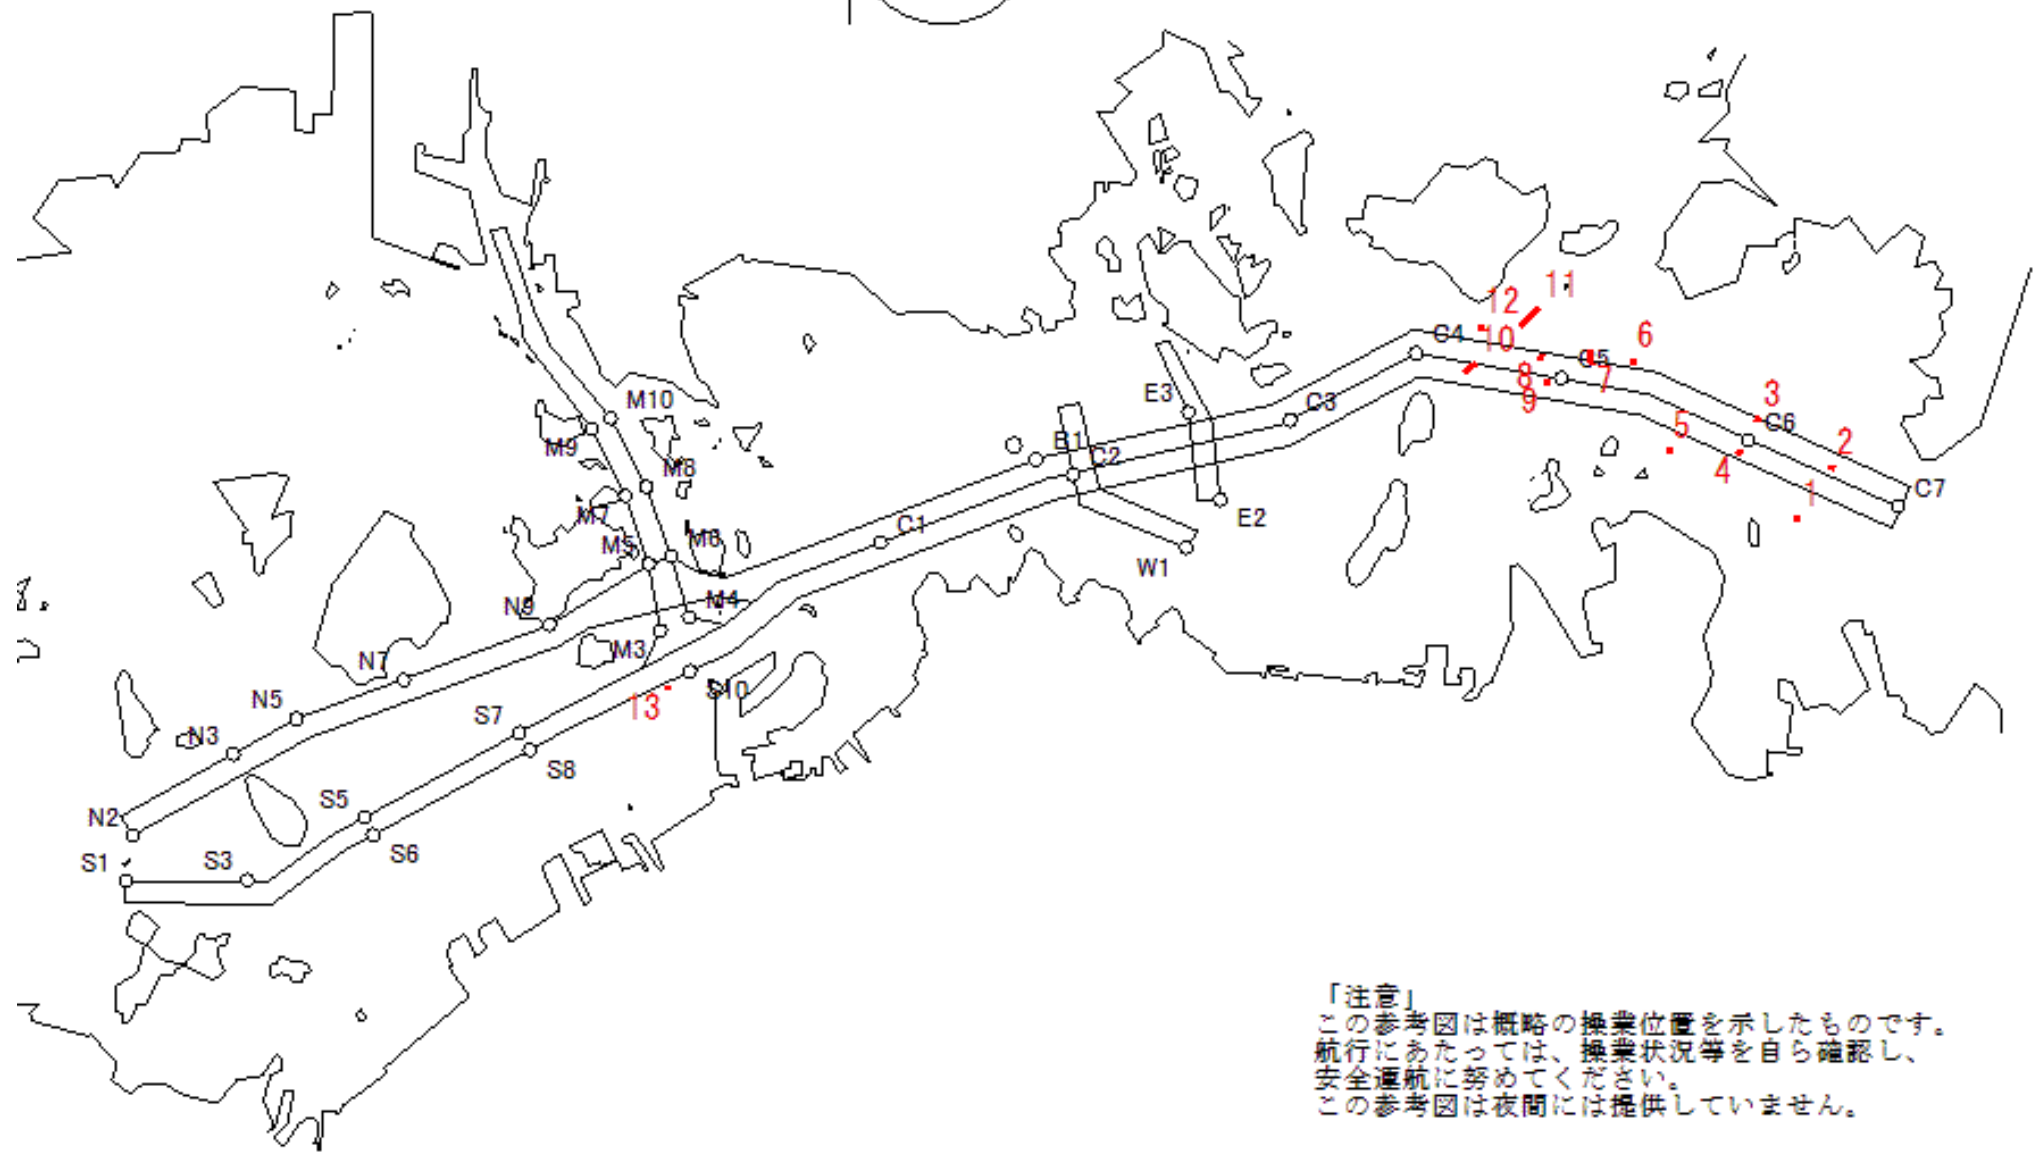 11
12
C4
10
6
C5
8
7
9
E3
C3
3
C6
M10
B1
5
2
M9
C2
4
M8
C7
1
M7
E2
C1
M5
M6
W1
N9
M4
M3
N7
S10
N5
13
S7
N3
S8
S5
N2
S6
S1
S3
「注意」
この参考図は概略の操業位置を示したものです。
航行にあたっては、操業状況等を自ら確認し、
安全運航に努めてください。
この参考図は夜間には提供していません。